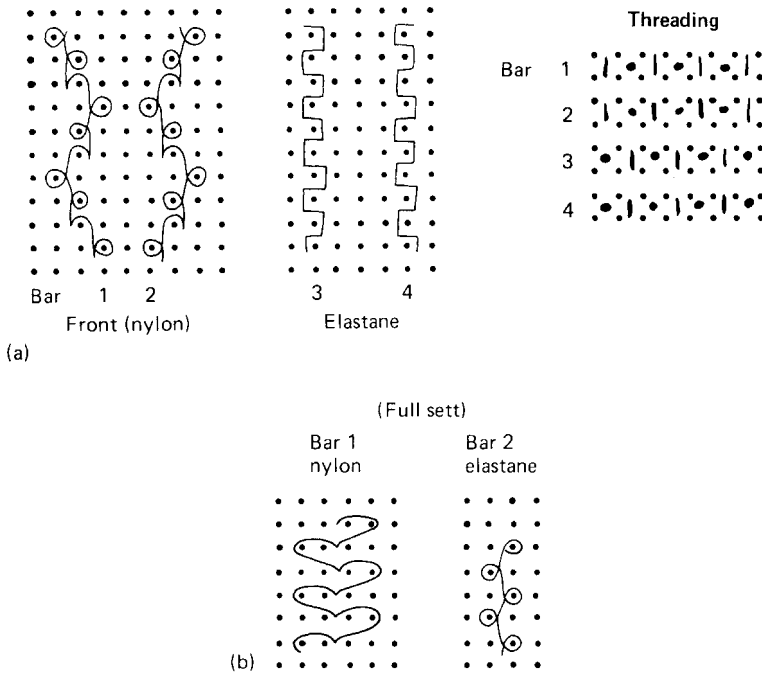 Threading
Bar 1
2
3
4
Bar 1 2
Front (nylon)
3 4
Elastane
(a)
(Full sett)
Bar 1 nylon
Bar 2 elastane
(b)